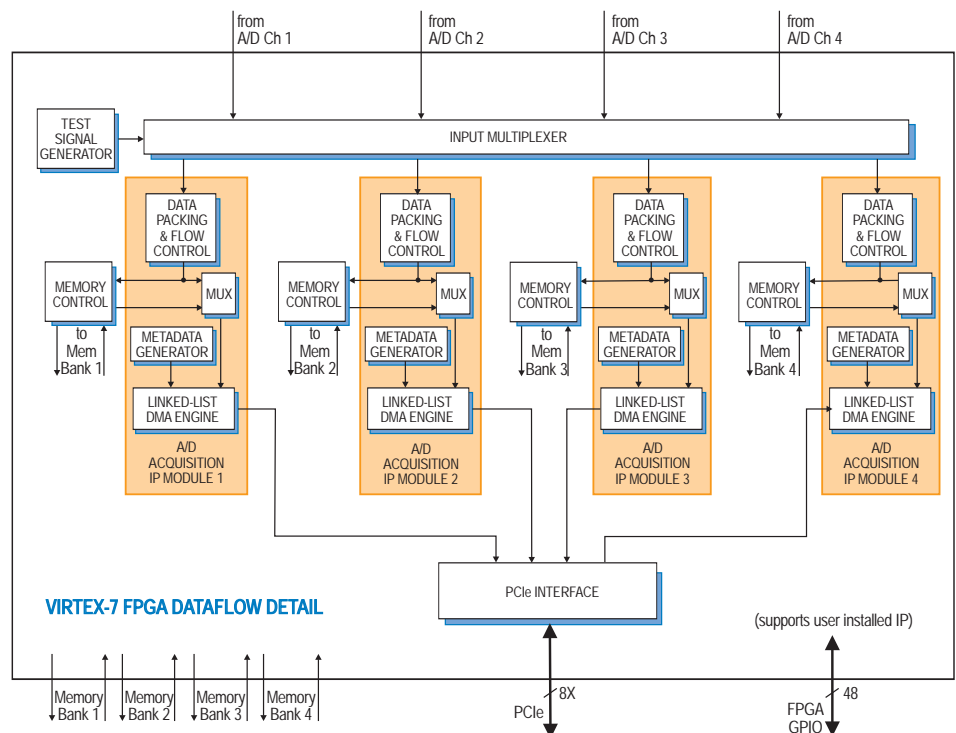 from
A/D Ch 1
from
A/D Ch 2
from
A/D Ch 3
from
A/D Ch 4
TEST
SIGNAL
GENERATOR
INPUT MULTIPLEXER
DATA
PACKING
& FLOW
CONTROL
MEMORY
CONTROL
MUX
to
Mem
Bank 1
METADATA
GENERATOR
LINKED-LIST
DMA ENGINE
A/D
ACQUISITION
IP MODULE 1
DATA
PACKING
& FLOW
CONTROL
MEMORY
CONTROL
MUX
to
Mem
Bank 2
METADATA
GENERATOR
LINKED-LIST
DMA ENGINE
A/D
ACQUISITION
IP MODULE 2
DATA
PACKING
& FLOW
CONTROL
MEMORY
CONTROL
MUX
to
Mem
Bank 3
METADATA
GENERATOR
LINKED-LIST
DMA ENGINE
A/D
ACQUISITION
IP MODULE 3
DATA
PACKING
& FLOW
CONTROL
MEMORY
CONTROL
MUX
to
Mem
Bank 4
METADATA
GENERATOR
LINKED-LIST
DMA ENGINE
A/D
ACQUISITION
IP MODULE 4
PCIe INTERFACE
VIRTEX-7 FPGA DATAFLOW DETAIL
(supports user installed IP)
Memory
Bank 1
Memory
Bank 2
Memory
Bank 3
Memory
Bank 4
8X
PCIe
48
FPGA
GPIO